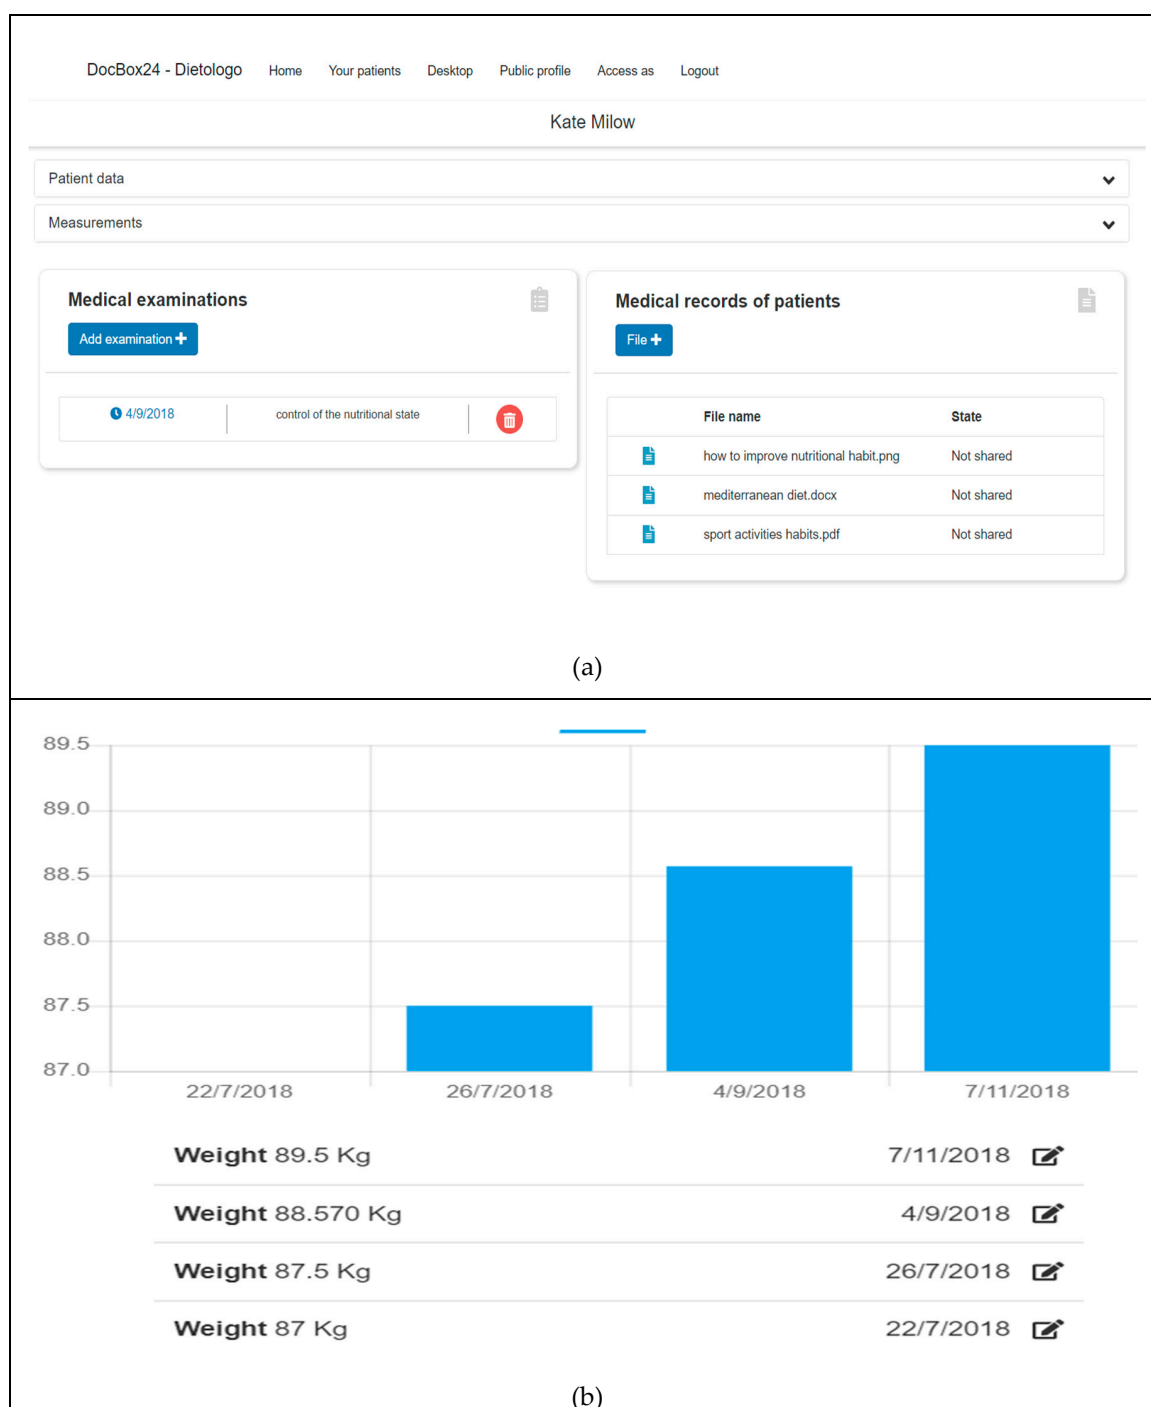 DocBox24 - Dietologo Home Your patients Desktop Public profile Access as Logout
Kate Milow
Patient data
Measurements
Medical examinations
Add examination
4/9/2018 control of the nutritional state
Medical records of patients
File
File name State
how to improve nutritional habit.png Not shared
mediterranean diet.docx Not shared
sport activities habits.pdf Not shared
(a)
89.5
89.0
88.5
88.0
87.5
87.0
22/7/2018 26/7/2018 4/9/2018 7/11/2018
Weight 89.5 Kg 7/11/2018
Weight 88.570 Kg 4/9/2018
Weight 87.5 Kg 26/7/2018
Weight 87 Kg 22/7/2018
(b)